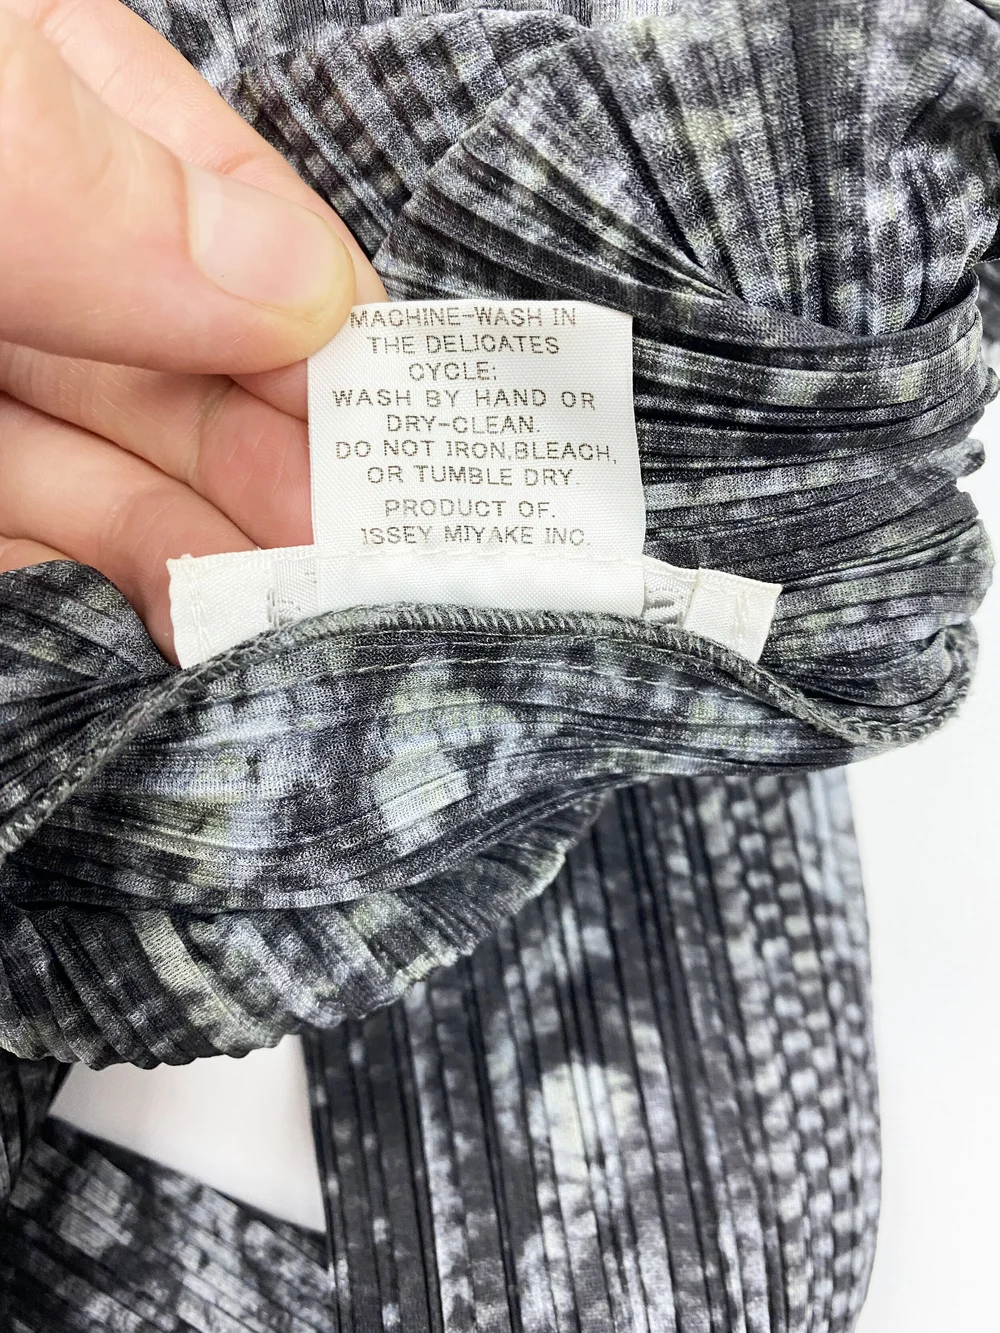 MACHINE-WASH IN
THE DELICATES
CYCLE;
WASH BY HAND OR
DRY-CLEAN.
DO NOT IRON,BLEACH,
OR TUMBLE DRY.
PRODUCT OF.
ISSEY MIYAKE INC.